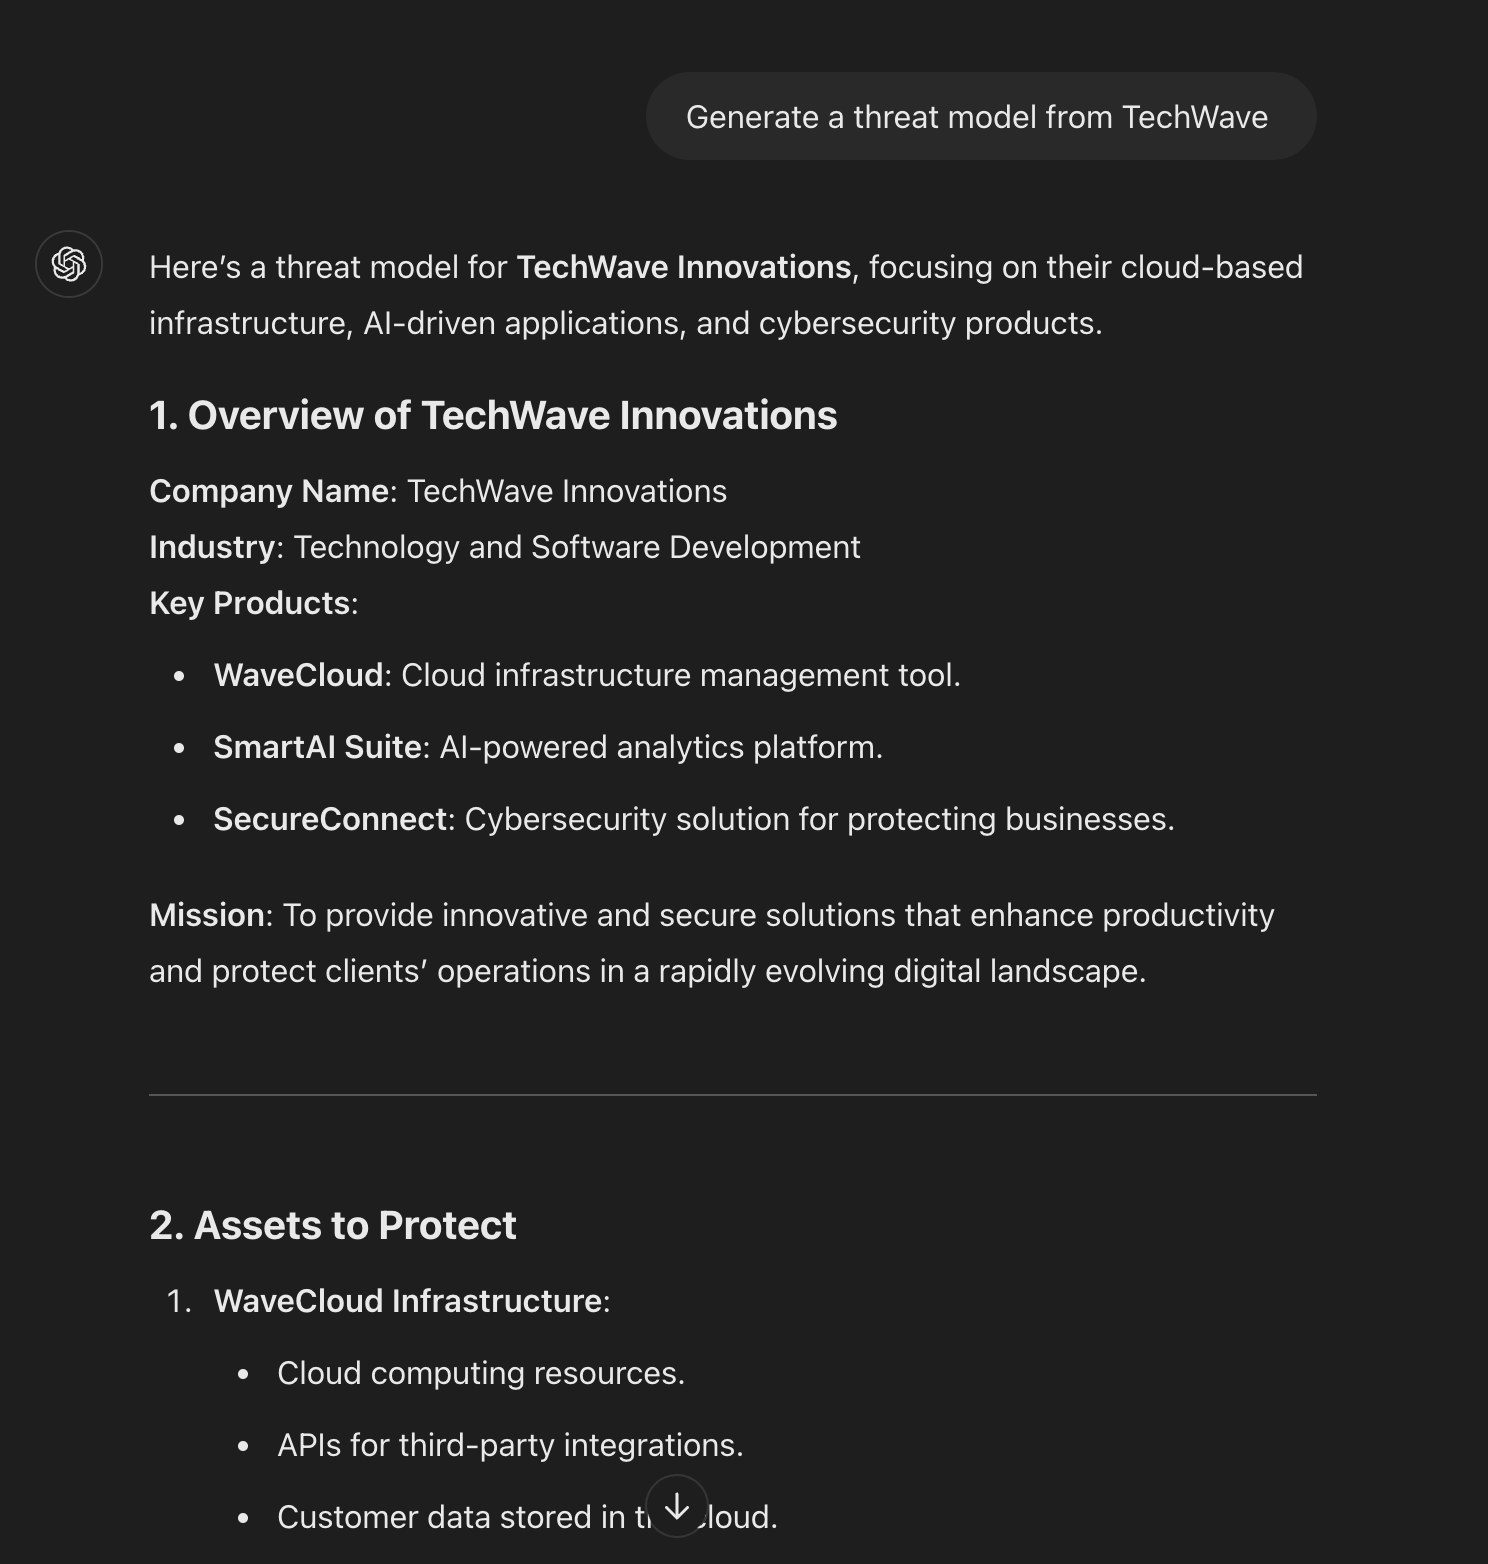 Generate a threat model from TechWave
Here’s a threat model for TechWave Innovations, focusing on their cloud-based
infrastructure, AI-driven applications, and cybersecurity products.
1. Overview of TechWave Innovations
Company Name: TechWave Innovations
Industry: Technology and Software Development
Key Products:
• WaveCloud: Cloud infrastructure management tool.
• SmartAI Suite: AI-powered analytics platform.
• SecureConnect: Cybersecurity solution for protecting businesses.
Mission: To provide innovative and secure solutions that enhance productivity
and protect clients’ operations in a rapidly evolving digital landscape.
2. Assets to Protect
1. WaveCloud Infrastructure:
• Cloud computing resources.
• APIs for third-party integrations.
• Customer data stored in